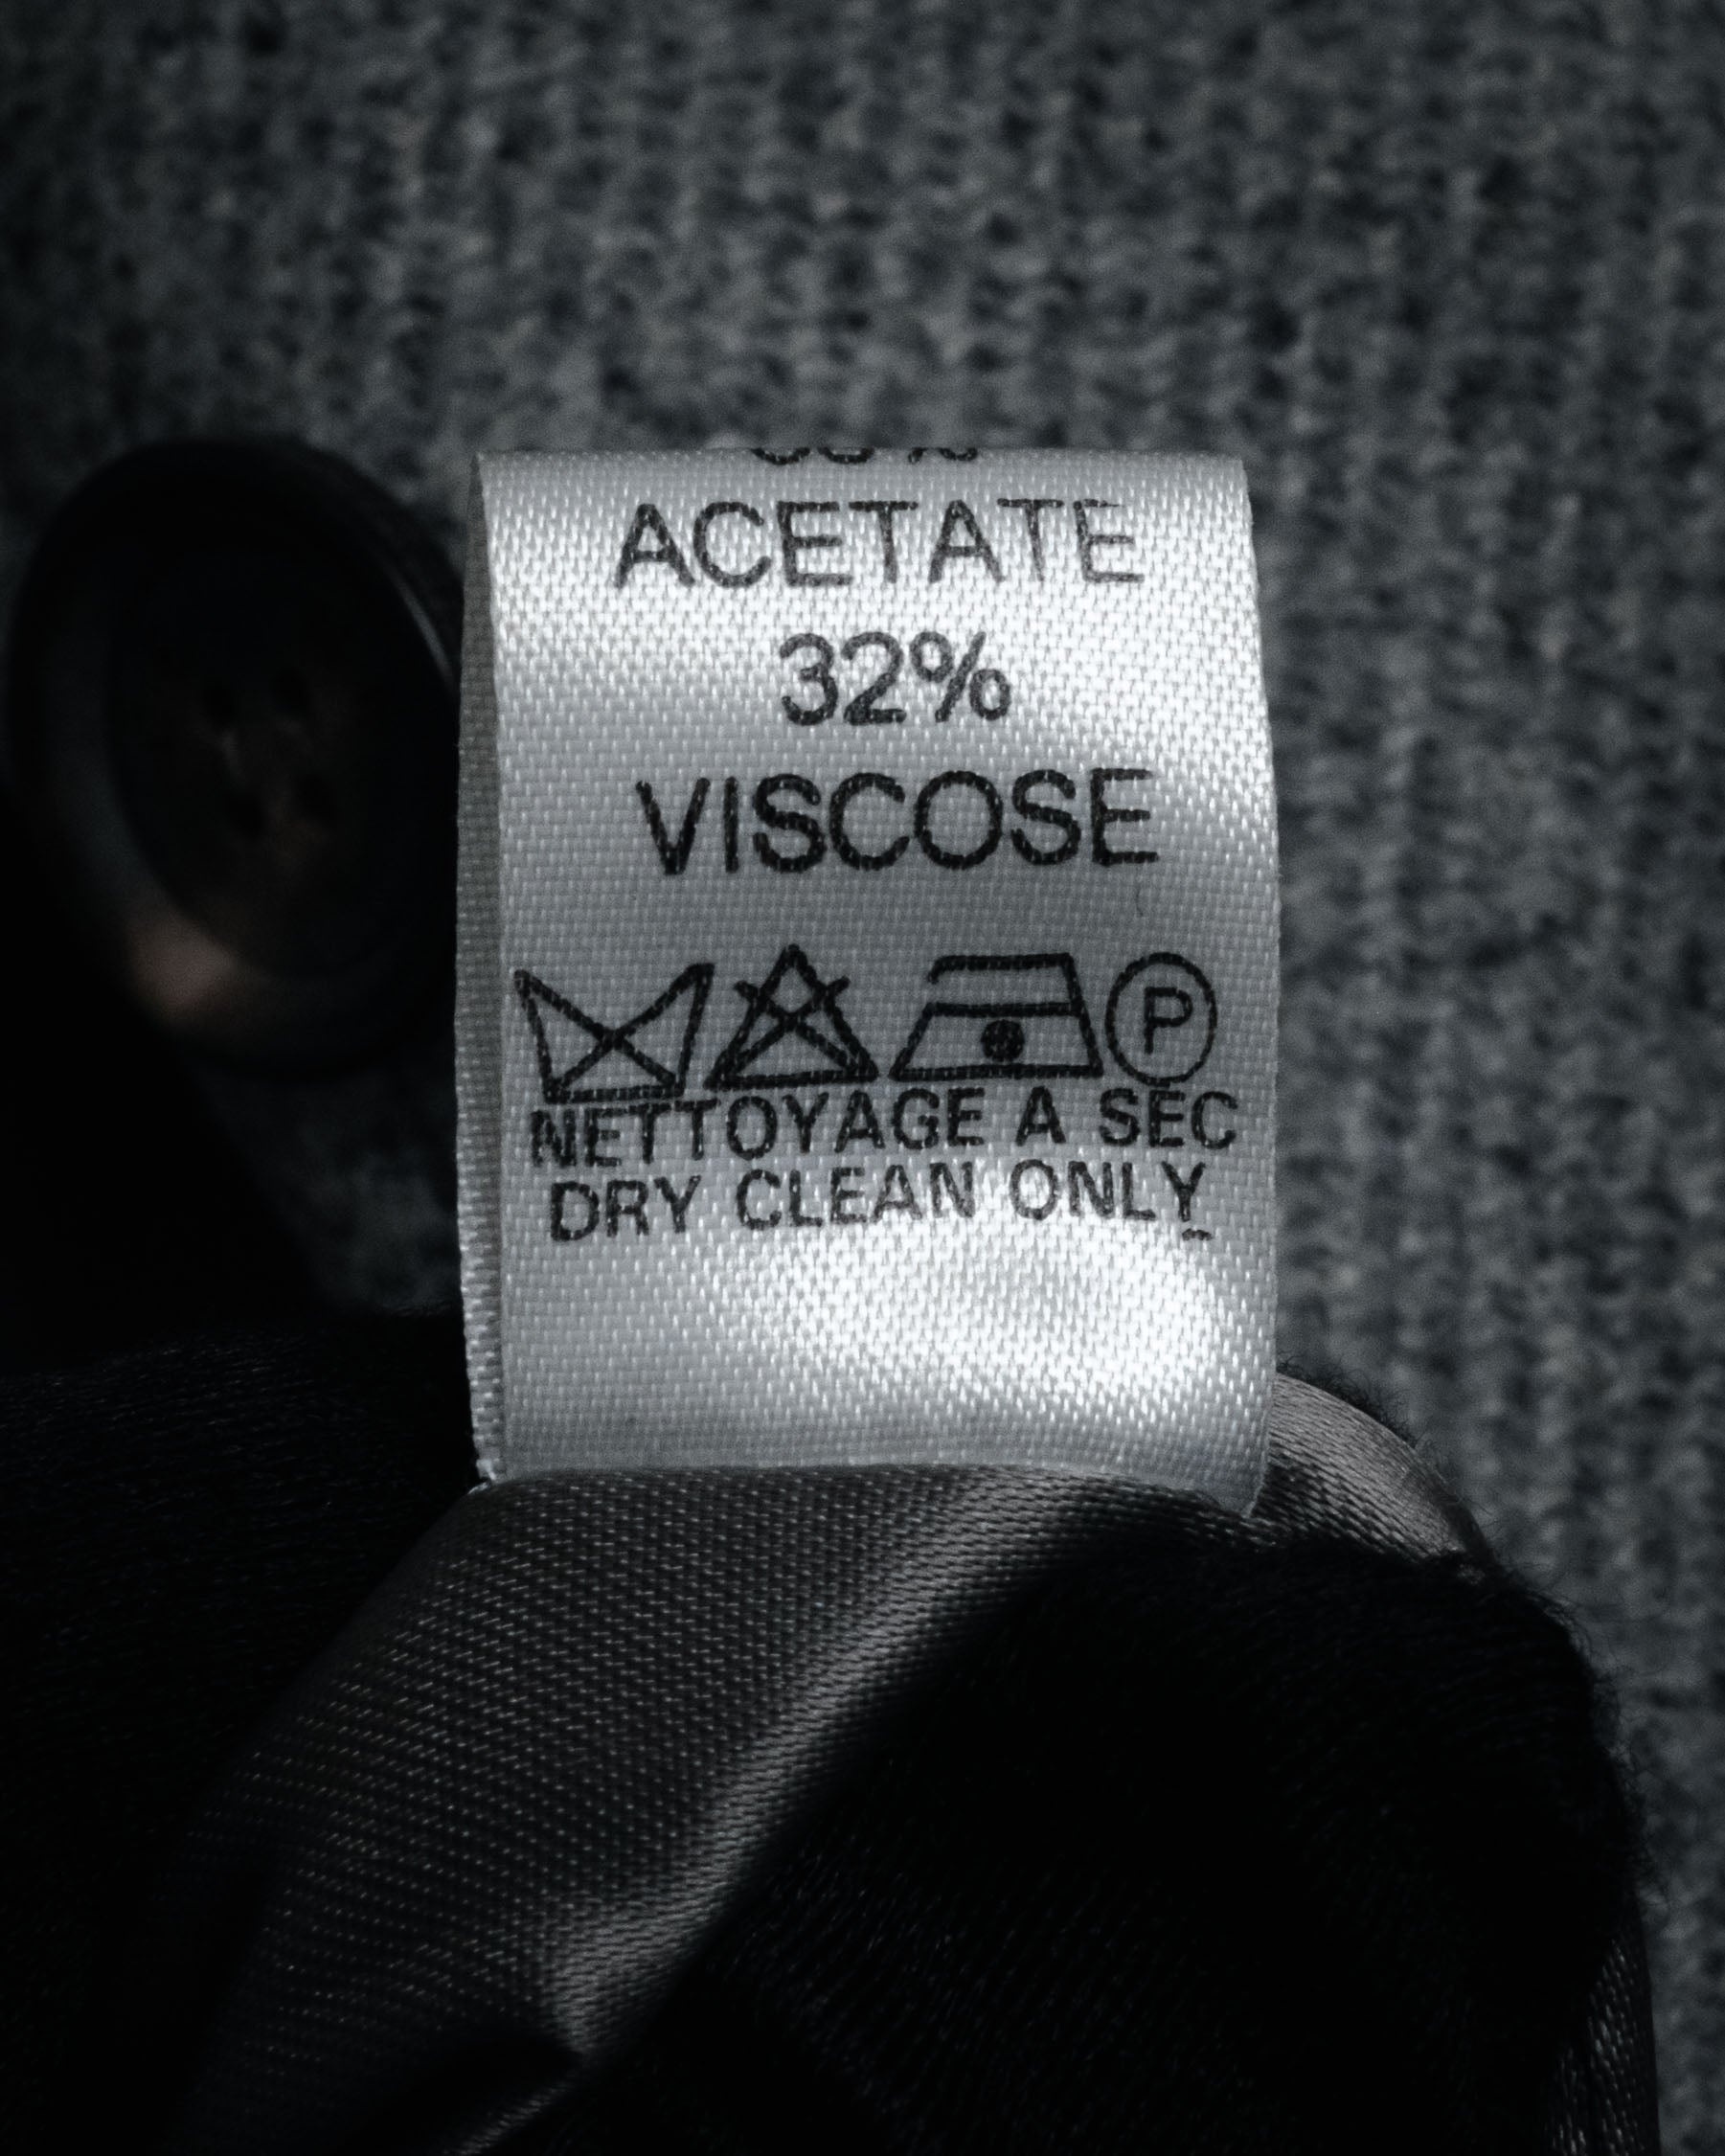 ACETATE
32%
VISCOSE
P
NETTOYAGE A SEC
DRY CLEAN ONLY